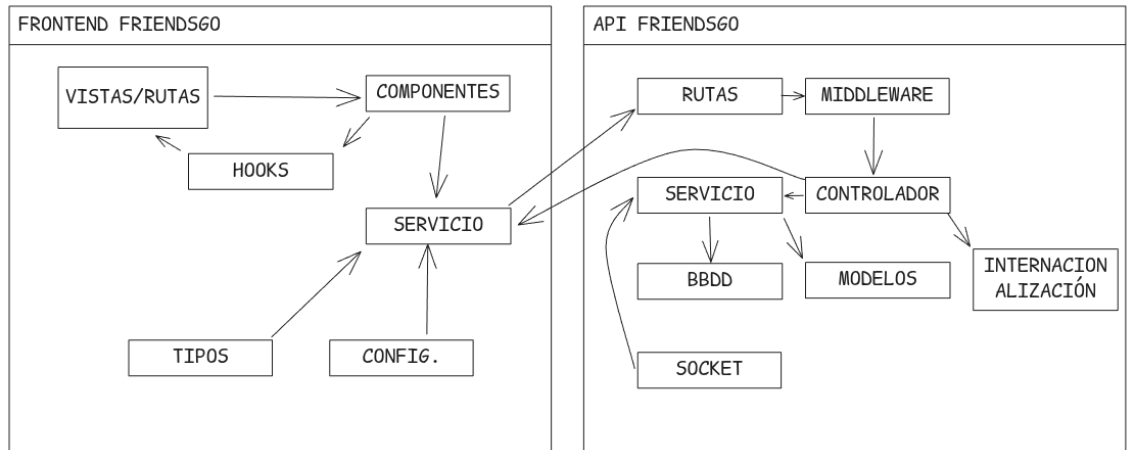 FRONTEND FRIENDSGO
VISTAS/RUTAS
COMPONENTES
HOOKS
SERVICIO
TIPOS
CONFIG.
API FRIENDSGO
RUTAS
MIDDLEWARE
SERVICIO
CONTROLADOR
BBDD
MODELOS
INTERNACION
ALIZACIÓN
SOCKET